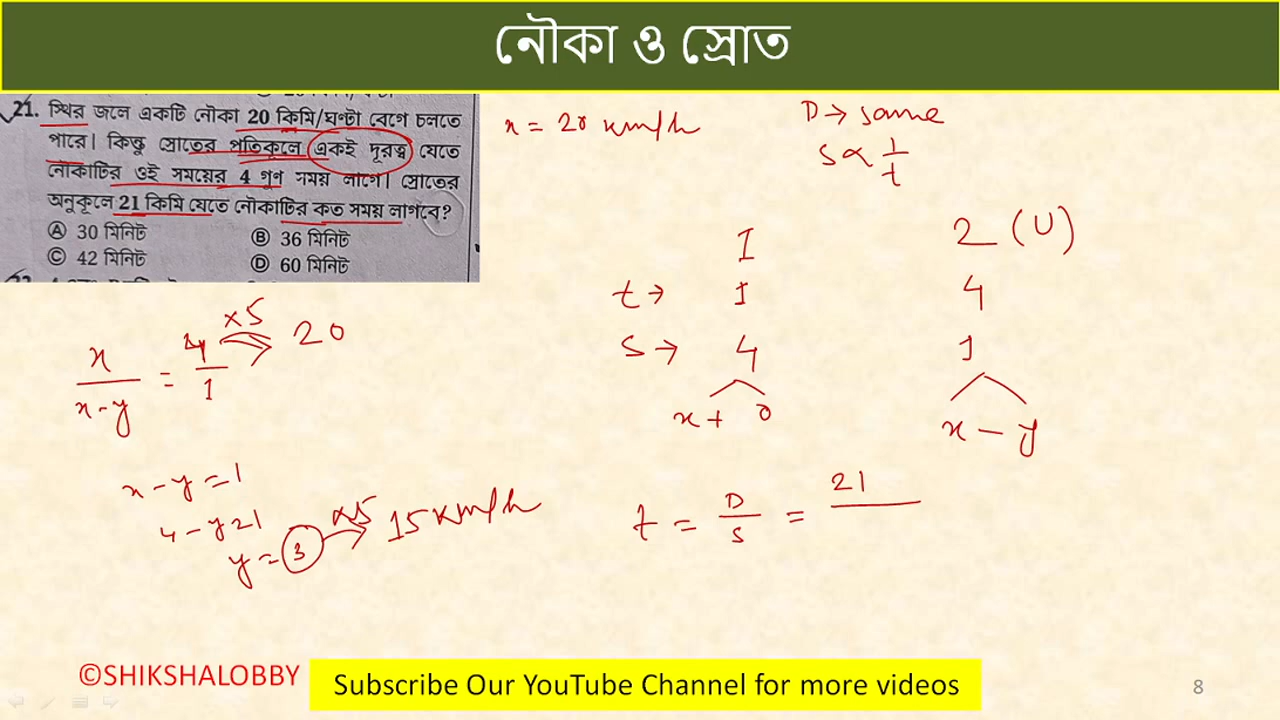 নৌকা ও স্রোত
21. স্থির জলে একটি নৌকা 20 কিমি/ঘণ্টা বেগে চলতে
পারে। কিন্তু স্রোতের প্রতিকূলে একই দূরত্ব যেতে
নৌকাটির ওই সময়ের 4 গুণ সময় লাগে। স্রোতের
অনুকূলে 21 কিমি যেতে নৌকাটির কত সময় লাগবে?
Ⓐ 30 মিনিট Ⓑ 36 মিনিট
Ⓒ 42 মিনিট Ⓓ 60 মিনিট
x = 20 km/h
D → same
S ∝ 1/t
1 2 (U)
t → 1 4
S → 4 1
x + 0 x - y
x/(x-y) = 4/1 ×5 → 20
x - y = 1
4 - y = 1
y = 3 ×5 → 15 km/h
t = D/S = 21
©SHIKSHALOBBY
Subscribe Our YouTube Channel for more videos
8